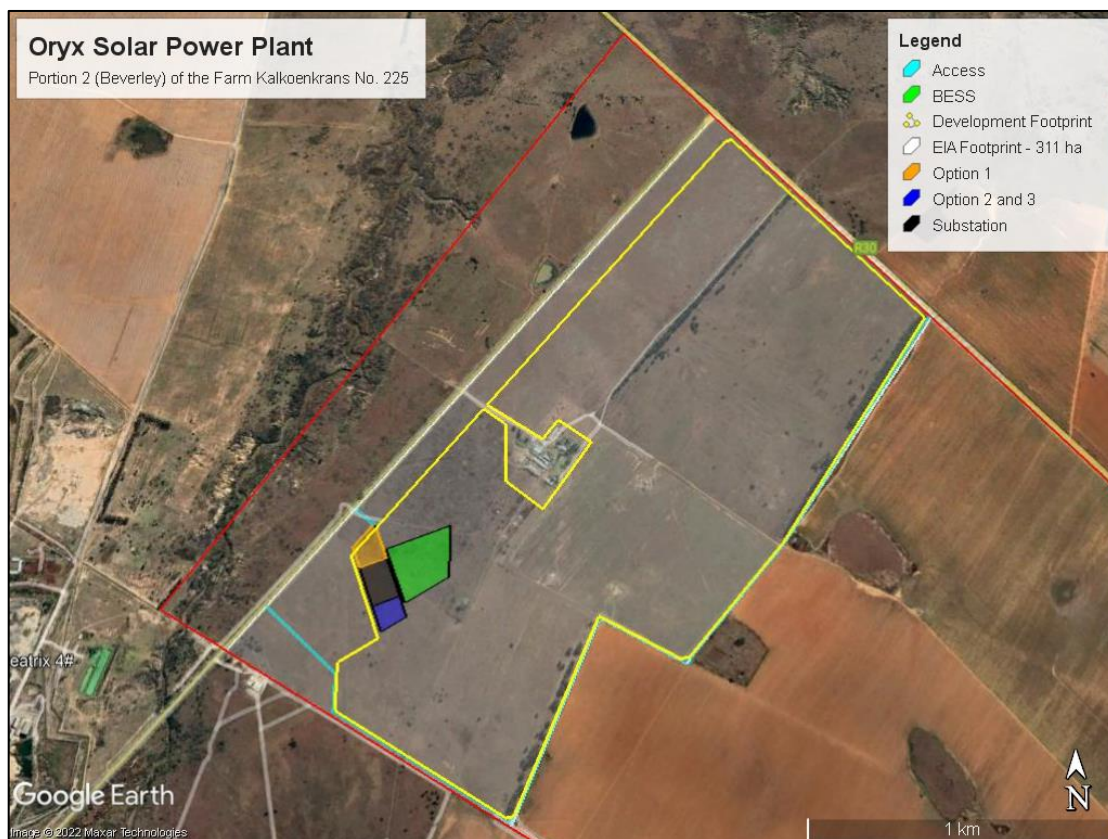 Oryx Solar Power Plant
Portion 2 (Beverley) of the Farm Kalkoenkrans No. 225
Legend
Access
BESS
Development Footprint
EIA Footprint - 311 ha
Option 1
Option 2 and 3
Substation
R30
eatrix 4#
Google Earth
Image © 2022 Maxar Technologies
1 km
N